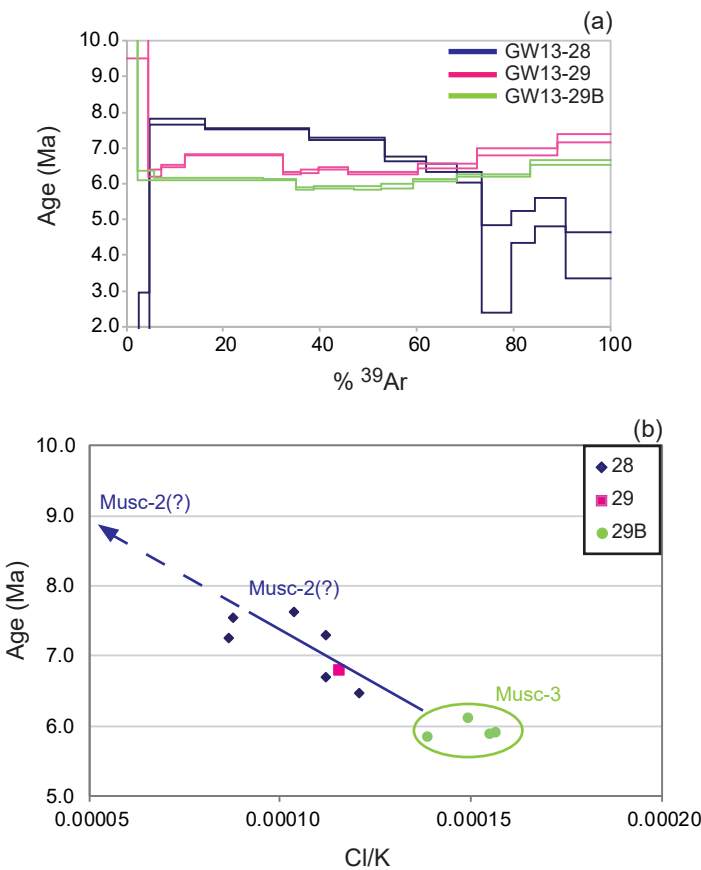 (a)
10.0
9.0
8.0
7.0
6.0
5.0
4.0
3.0
2.0
Age (Ma)
GW13-28
GW13-29
GW13-29B
0 20 40 60 80 100
% ³⁹Ar
(b)
10.0
9.0
8.0
7.0
6.0
5.0
Age (Ma)
28
29
29B
Musc-2(?)
Musc-2(?)
Musc-3
0.00005 0.00010 0.00015 0.00020
Cl/K